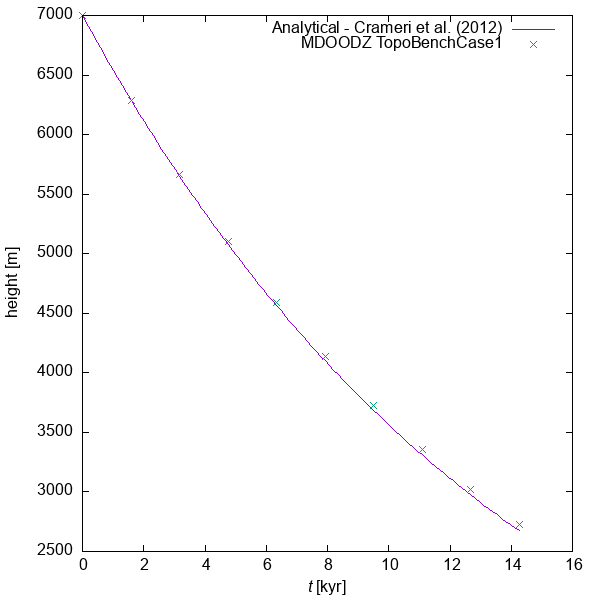 Analytical - Crameri et al. (2012)
MDOODZ TopoBenchCase1
7000
6500
6000
5500
5000
4500
4000
3500
3000
2500
height [m]
0 2 4 6 8 10 12 14 16
t [kyr]